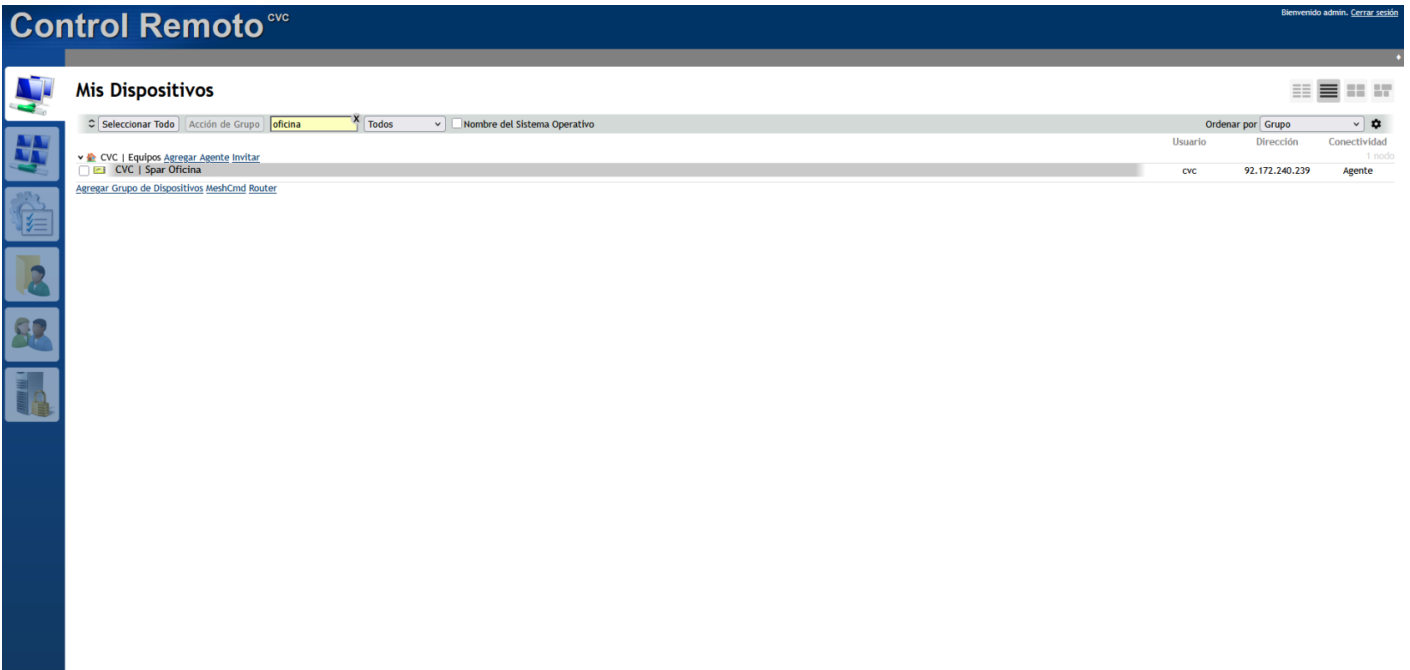 Control Remoto CVC
Bienvenido admin. Cerrar sesión
Mis Dispositivos
Seleccionar Todo Acción de Grupo oficina X Todos Nombre del Sistema Operativo Ordenar por Grupo
Usuario Dirección Conectividad
CVC | Equipos Agregar Agente Invitar 1 nodo
CVC | Spar Oficina cvc 92.172.240.239 Agente
Agregar Grupo de Dispositivos MeshCmd Router